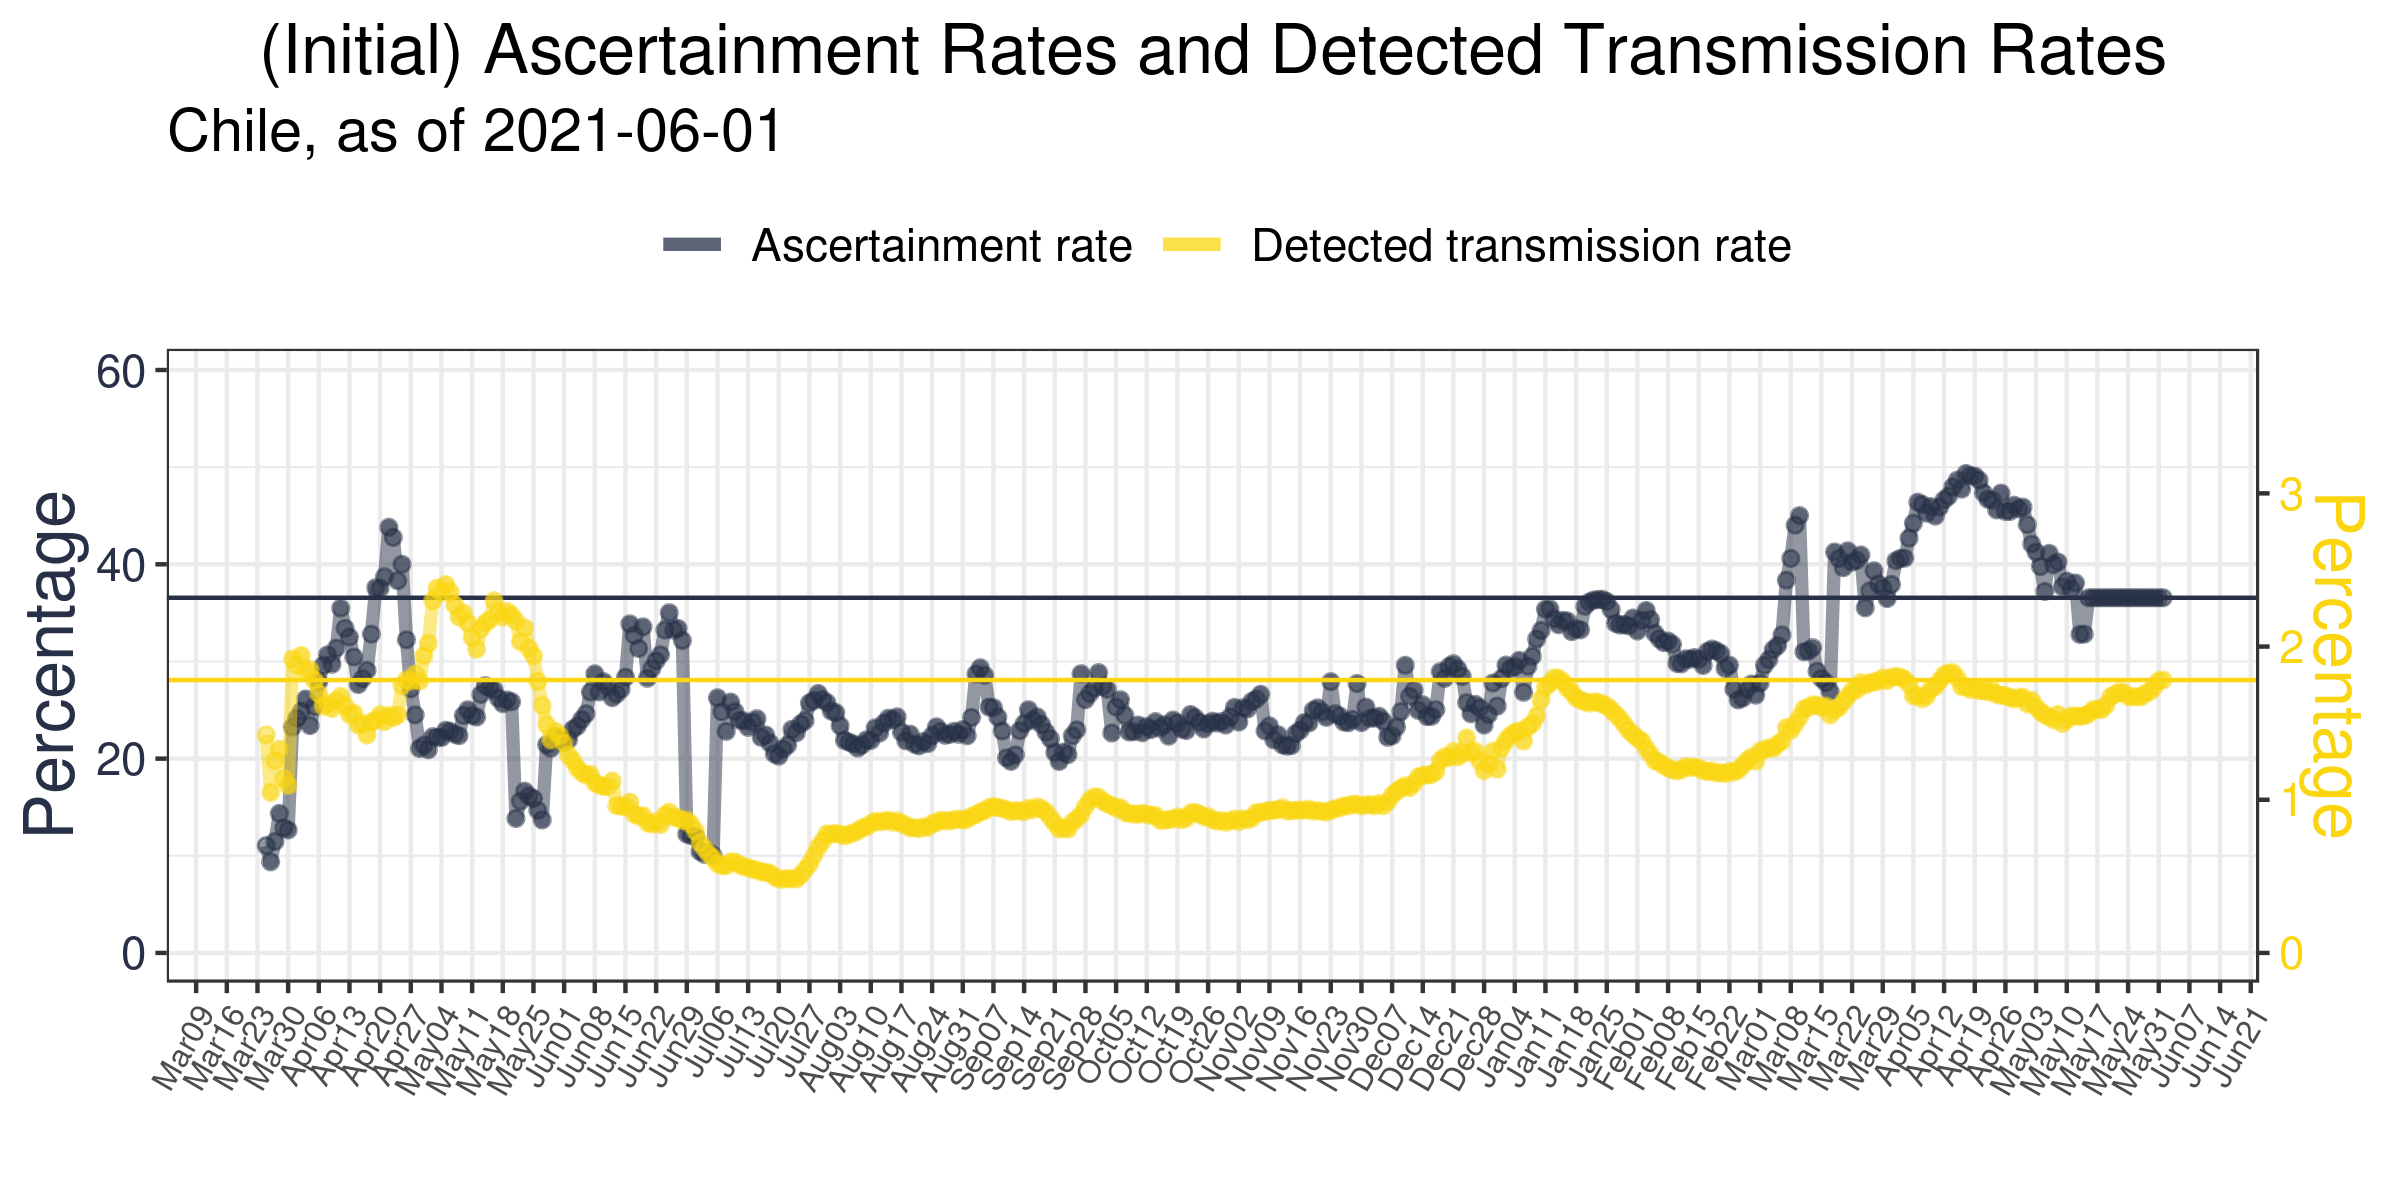 (Initial) Ascertainment Rates and Detected Transmission Rates
Chile, as of 2021-06-01
Ascertainment rate
Detected transmission rate
Percentage
60
40
20
0
3
2
1
0
Percentage
Mar09
Mar16
Mar23
Mar30
Apr06
Apr13
Apr20
Apr27
May04
May11
May18
May25
Jun01
Jun08
Jun15
Jun22
Jun29
Jul06
Jul13
Jul20
Jul27
Aug03
Aug10
Aug17
Aug24
Aug31
Sep07
Sep14
Sep21
Sep28
Oct05
Oct12
Oct19
Oct26
Nov02
Nov09
Nov16
Nov23
Nov30
Dec07
Dec14
Dec21
Dec28
Jan04
Jan11
Jan18
Jan25
Feb01
Feb08
Feb15
Feb22
Mar01
Mar08
Mar15
Mar22
Mar29
Apr05
Apr12
Apr19
Apr26
May03
May10
May17
May24
May31
Jun07
Jun14
Jun21